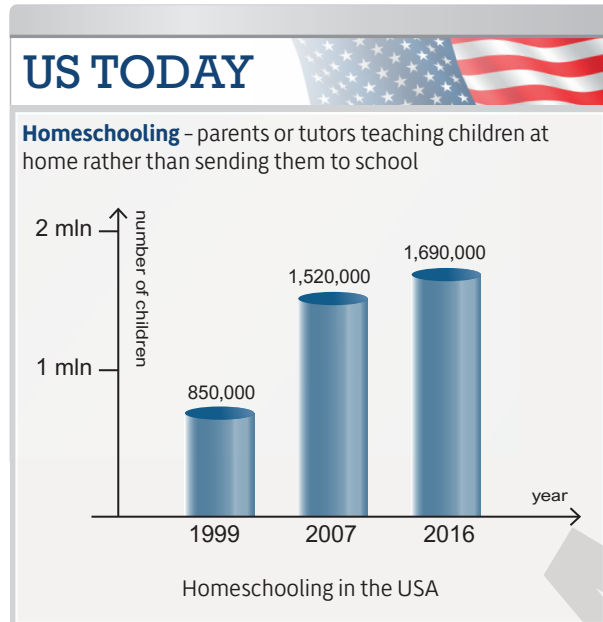 US TODAY
Homeschooling – parents or tutors teaching children at
home rather than sending them to school
2 mln
number of children
1 mln
850,000
1,520,000
1,690,000
year
1999
2007
2016
Homeschooling in the USA